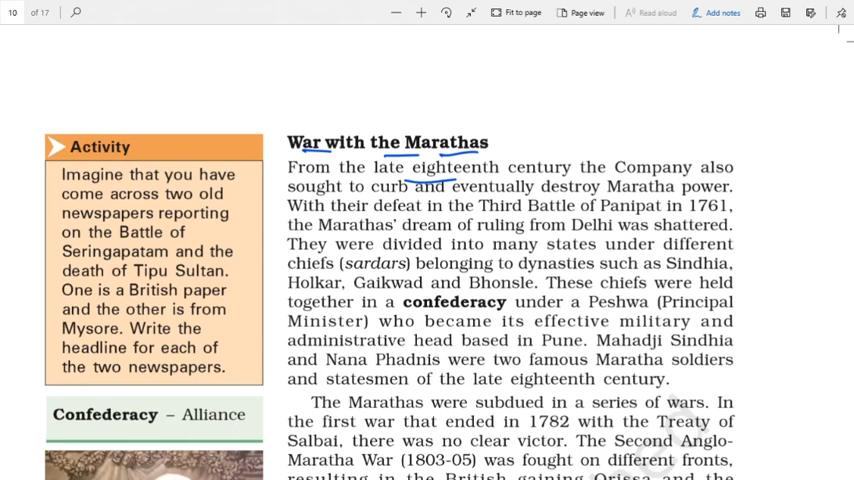 10 of 17
Fit to page
Page view
Read aloud
Add notes
Activity
Imagine that you have
come across two old
newspapers reporting
on the Battle of
Seringapatam and the
death of Tipu Sultan.
One is a British paper
and the other is from
Mysore. Write the
headline for each of
the two newspapers.
Confederacy – Alliance
War with the Marathas
From the late eighteenth century the Company also
sought to curb and eventually destroy Maratha power.
With their defeat in the Third Battle of Panipat in 1761,
the Marathas' dream of ruling from Delhi was shattered.
They were divided into many states under different
chiefs (sardars) belonging to dynasties such as Sindhia,
Holkar, Gaikwad and Bhonsle. These chiefs were held
together in a confederacy under a Peshwa (Principal
Minister) who became its effective military and
administrative head based in Pune. Mahadji Sindhia
and Nana Phadnis were two famous Maratha soldiers
and statesmen of the late eighteenth century.
The Marathas were subdued in a series of wars. In
the first war that ended in 1782 with the Treaty of
Salbai, there was no clear victor. The Second Anglo-
Maratha War (1803-05) was fought on different fronts,
resulting in the British gaining Orissa and the